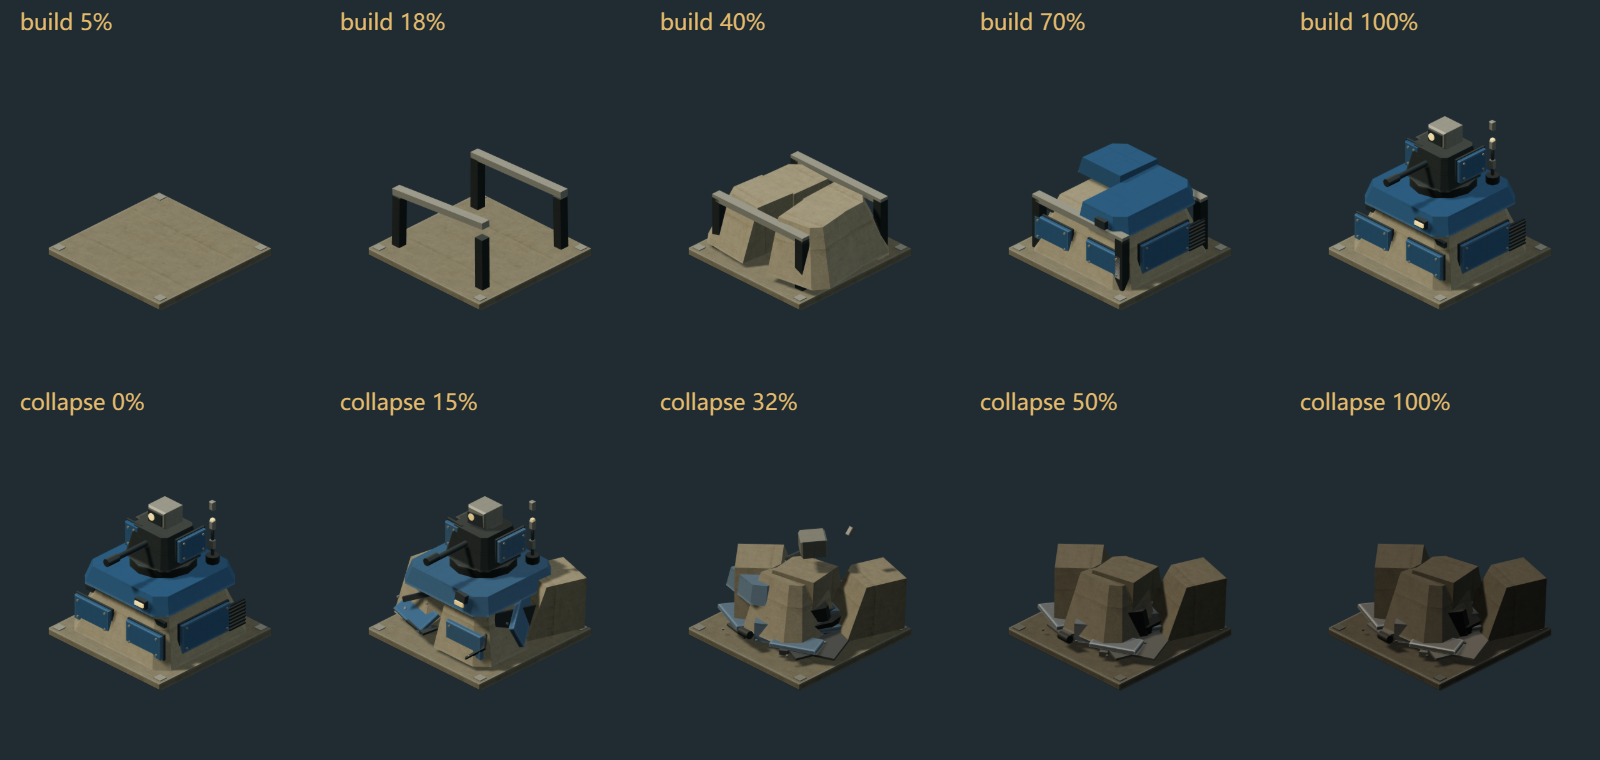 build 5%
build 18%
build 40%
build 70%
build 100%
collapse 0%
collapse 15%
collapse 32%
collapse 50%
collapse 100%